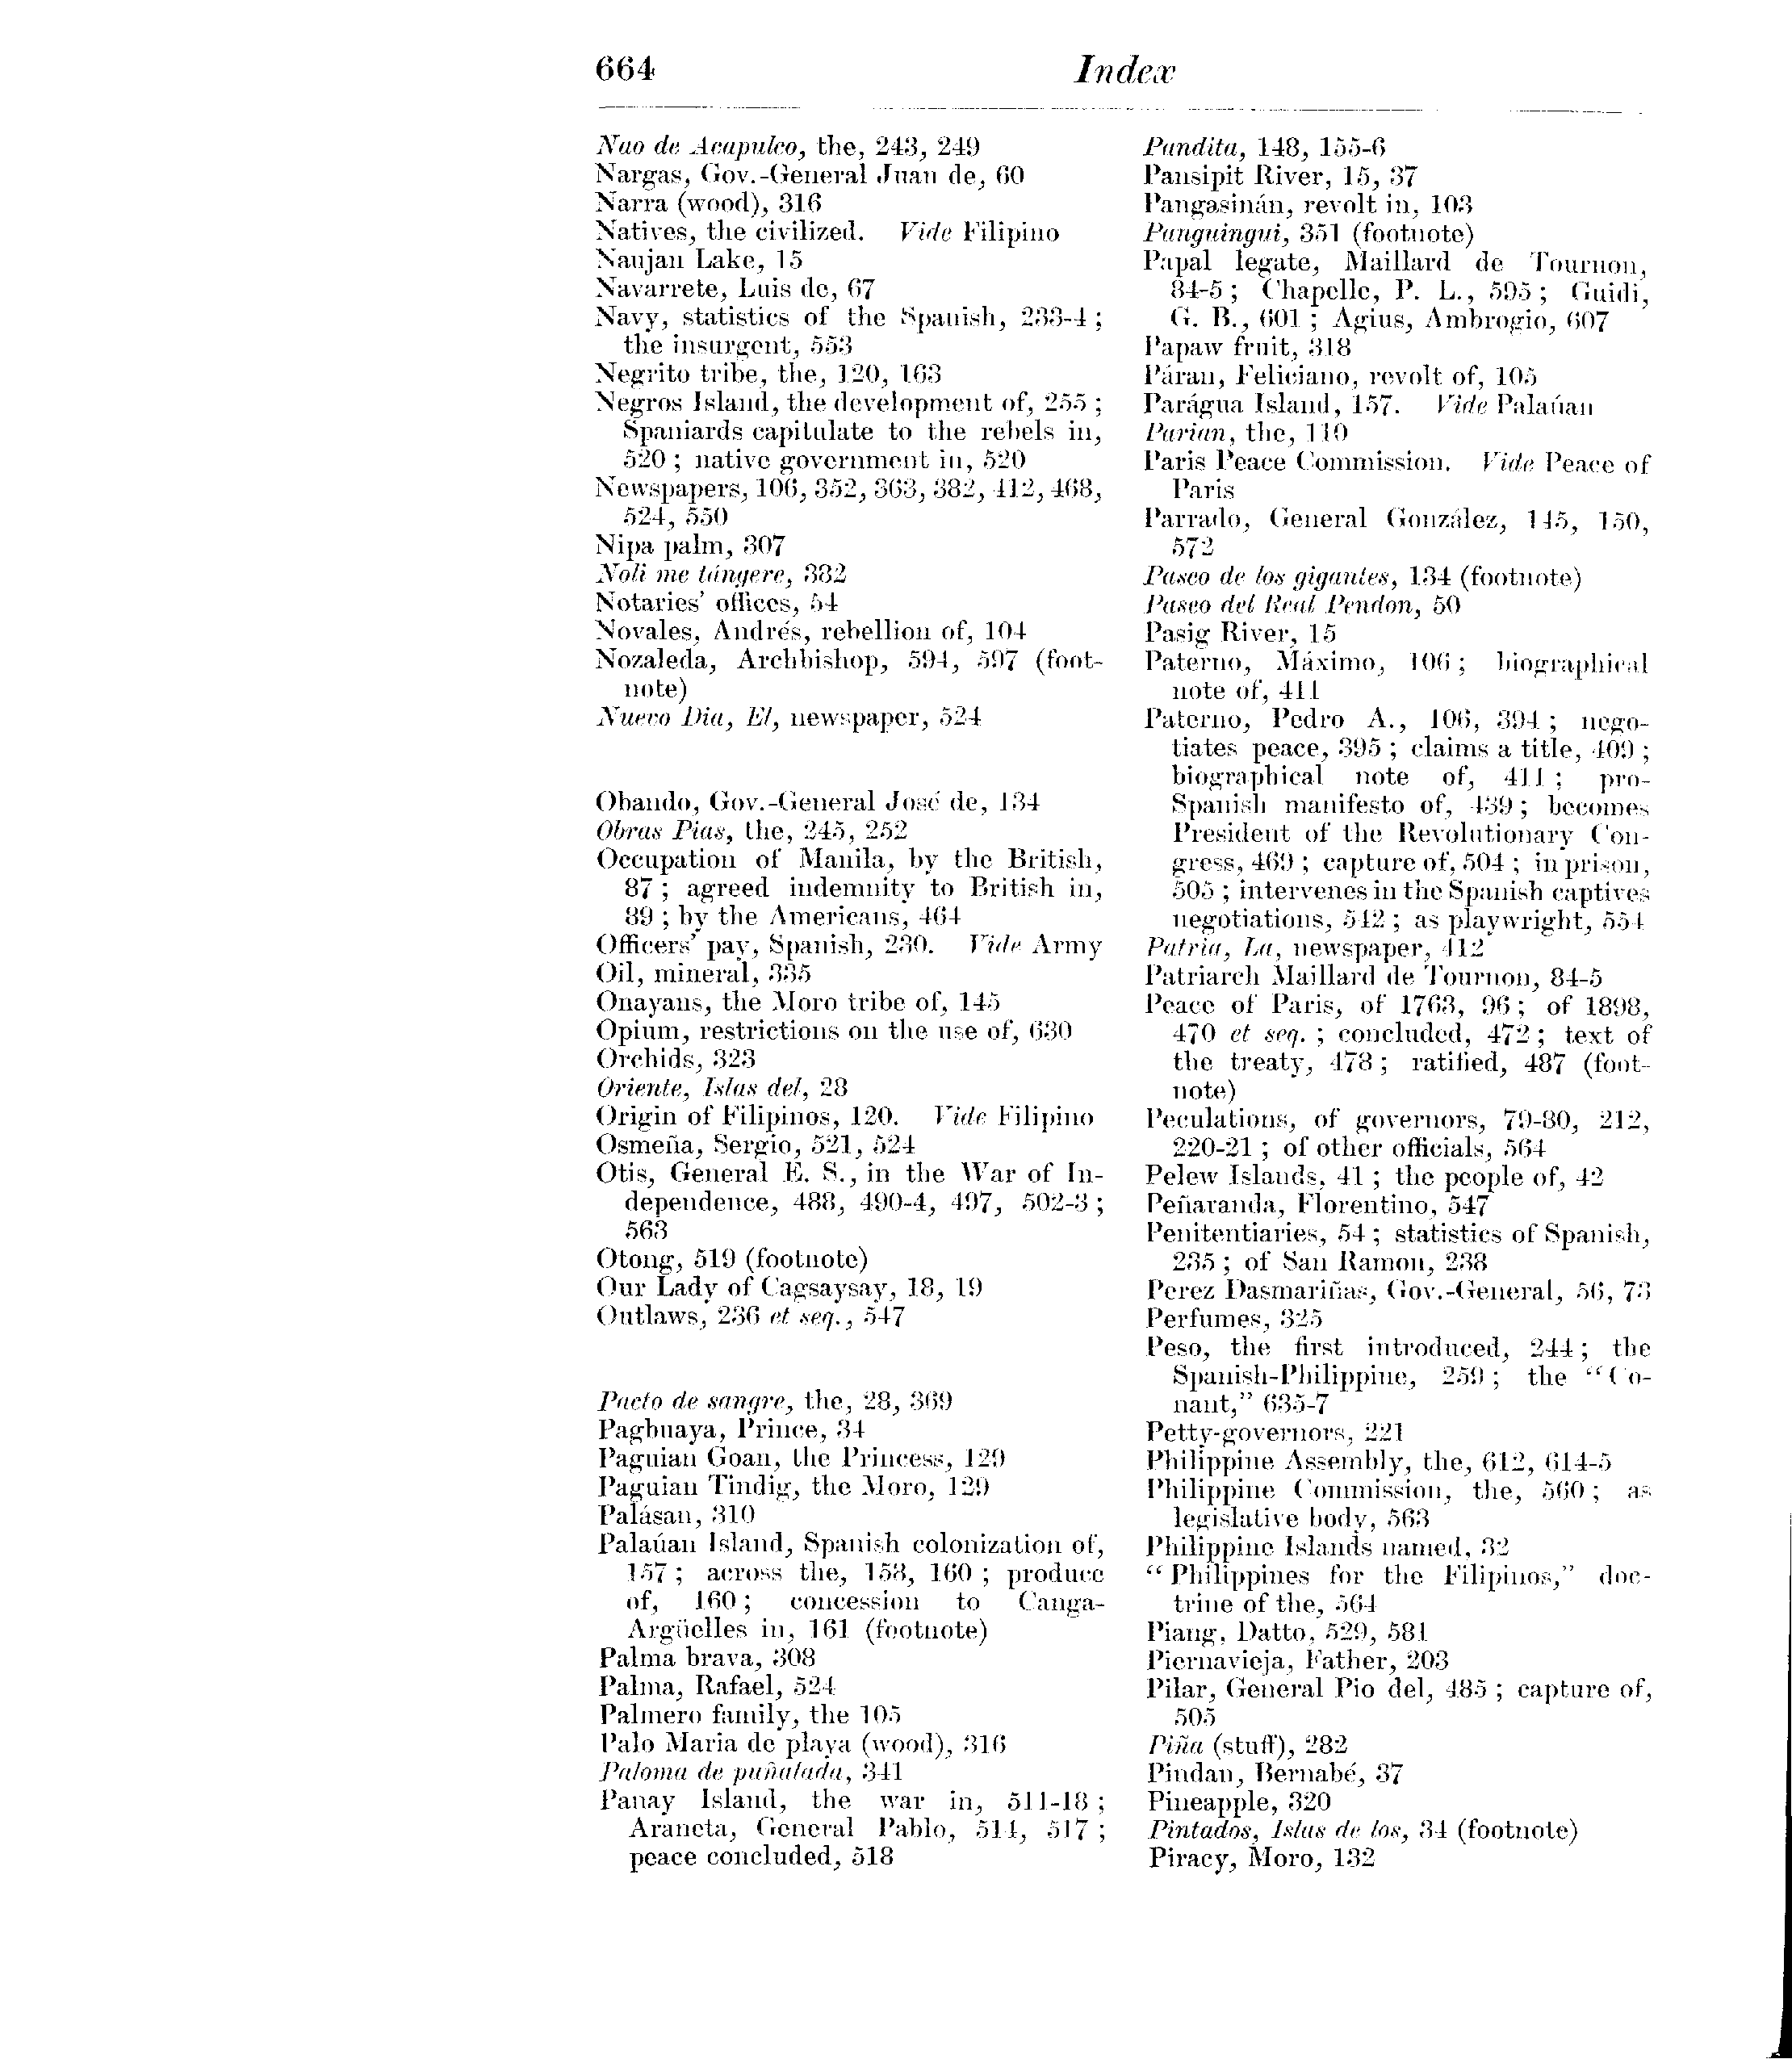 664
Index
Nao de Acapulco, the, 243, 249
Nargas, Gov.-General Juan de, 60
Narra (wood), 316
Natives, the civilized. Vide Filipino
Naujan Lake, 15
Navarrete, Luis de, 67
Navy, statistics of the Spanish, 233-4;
the insurgent, 553
Negrito tribe, the, 120, 163
Negros Island, the development of, 255;
Spaniards capitulate to the rebels in,
520; native government in, 520
Newspapers, 106, 352, 363, 382, 412, 468,
524, 550
Nipa palm, 307
Noli me tángere, 382
Notaries' offices, 54
Novales, Andrés, rebellion of, 104
Nozaleda, Archbishop, 594, 597 (foot-
note)
Nuevo Dia, El, newspaper, 524
Obando, Gov.-General José de, 134
Obras Pias, the, 245, 252
Occupation of Manila, by the British,
87; agreed indemnity to British in,
89; by the Americans, 464
Officers' pay, Spanish, 230. Vide Army
Oil, mineral, 335
Onayans, the Moro tribe of, 145
Opium, restrictions on the use of, 630
Orchids, 323
Oriente, Islas del, 28
Origin of Filipinos, 120. Vide Filipino
Osmeña, Sergio, 521, 524
Otis, General E. S., in the War of In-
dependence, 488, 490-4, 497, 502-3;
563
Otong, 519 (footnote)
Our Lady of Cagsaysay, 18, 19
Outlaws, 236 et seq., 547
Pacto de sangre, the, 28, 369
Pagbuaya, Prince, 34
Paguian Goan, the Princess, 129
Paguian Tindig, the Moro, 129
Palásan, 310
Palaúan Island, Spanish colonization of,
157; across the, 158, 160; produce
of, 160; concession to Canga-
Argüelles in, 161 (footnote)
Palma brava, 308
Palma, Rafael, 524
Palmero family, the 105
Palo Maria de playa (wood), 316
Paloma de puñalada, 341
Panay Island, the war in, 511-18;
Araneta, General Pablo, 514, 517;
peace concluded, 518
Pandita, 148, 155-6
Pansipit River, 15, 37
Pangasinán, revolt in, 103
Panguingui, 351 (footnote)
Papal legate, Maillard de Tournon,
84-5; Chapelle, P. L., 595; Guidi,
G. B., 601; Agius, Ambrogio, 607
Papaw fruit, 318
Páran, Feliciano, revolt of, 105
Parágua Island, 157. Vide Palaúan
Parian, the, 110
Paris Peace Commission. Vide Peace of
Paris
Parrado, General González, 145, 150,
572
Paseo de los gigantes, 134 (footnote)
Paseo del Real Pendon, 50
Pasig River, 15
Paterno, Máximo, 106; biographical
note of, 411
Paterno, Pedro A., 106, 394; nego-
tiates peace, 395; claims a title, 409;
biographical note of, 411; pro-
Spanish manifesto of, 439; becomes
President of the Revolutionary Con-
gress, 469; capture of, 504; in prison,
505; intervenes in the Spanish captives
negotiations, 542; as playwright, 554
Patria, La, newspaper, 412
Patriarch Maillard de Tournon, 84-5
Peace of Paris, of 1763, 96; of 1898,
470 et seq.; concluded, 472; text of
the treaty, 478; ratified, 487 (foot-
note)
Peculations, of governors, 79-80, 212,
220-21; of other officials, 564
Pelew Islands, 41; the people of, 42
Peñaranda, Florentino, 547
Penitentiaries, 54; statistics of Spanish,
235; of San Ramon, 238
Perez Dasmariñas, Gov.-General, 56, 73
Perfumes, 325
Peso, the first introduced, 244; the
Spanish-Philippine, 259; the "Co-
nant," 635-7
Petty-governors, 221
Philippine Assembly, the, 612, 614-5
Philippine Commission, the, 560; as
legislative body, 563
Philippine Islands named, 32
"Philippines for the Filipinos," doc-
trine of the, 564
Piang, Datto, 529, 581
Piernavieja, Father, 203
Pilar, General Pio del, 485; capture of,
505
Piña (stuff), 282
Pindan, Bernabé, 37
Pineapple, 320
Pintados, Islas de los, 34 (footnote)
Piracy, Moro, 132